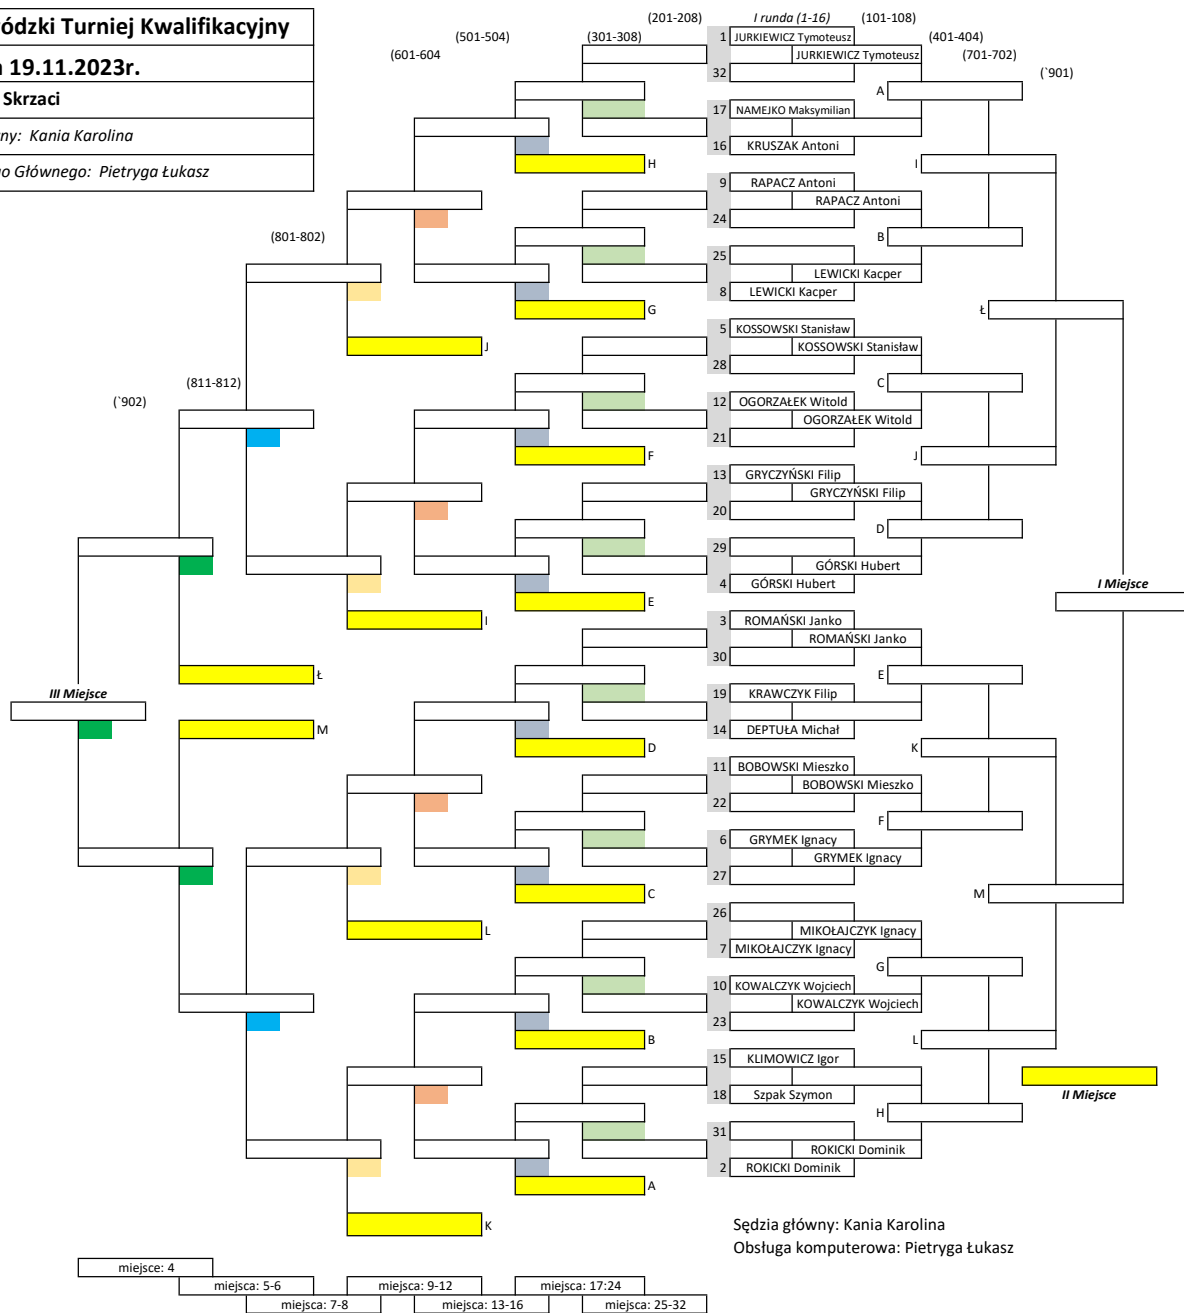 ódzki Turniej Kwalifikacyjny
19.11.2023r.
Skrzaci
ny: Kania Karolina
o Głównego: Pietryga Łukasz
(201-208) I runda (1-16) (101-108)
(501-504) (301-308) (401-404)
(601-604 (701-702)
(`901)
1 JURKIEWICZ Tymoteusz
JURKIEWICZ Tymoteusz
32
A
17 NAMEJKO Maksymilian
16 KRUSZAK Antoni
H I
9 RAPACZ Antoni
RAPACZ Antoni
24
(801-802) B
25
LEWICKI Kacper
8 LEWICKI Kacper
G Ł
5 KOSSOWSKI Stanisław
J KOSSOWSKI Stanisław
28
(811-812) C
(`902)
12 OGORZAŁEK Witold
OGORZAŁEK Witold
21
F J
13 GRYCZYŃSKI Filip
GRYCZYŃSKI Filip
20
D
29
GÓRSKI Hubert
4 GÓRSKI Hubert I Miejsce
E
3 ROMAŃSKI Janko
I ROMAŃSKI Janko
30
Ł E
III Miejsce 19 KRAWCZYK Filip
M 14 DEPTUŁA Michał
D K
11 BOBOWSKI Mieszko
BOBOWSKI Mieszko
22
F
6 GRYMEK Ignacy
GRYMEK Ignacy
27
C M
26
L MIKOŁAJCZYK Ignacy
7 MIKOŁAJCZYK Ignacy
G
10 KOWALCZYK Wojciech
KOWALCZYK Wojciech
23
B L
15 KLIMOWICZ Igor
18 Szpak Szymon II Miejsce
H
31
ROKICKI Dominik
2 ROKICKI Dominik
A
K
Sędzia główny: Kania Karolina
Obsługa komputerowa: Pietryga Łukasz
miejsce: 4
miejsca: 5-6 miejsca: 9-12 miejsca: 17:24
miejsca: 7-8 miejsca: 13-16 miejsca: 25-32